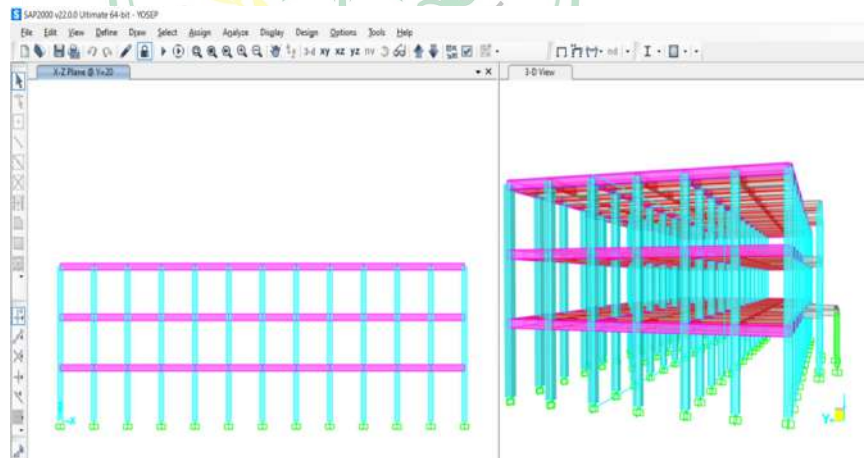 SAP2000 v22.0.0 Ultimate 64-bit - YOSEP
File Edit View Define Draw Select Assign Analyze Display Design Options Tools Help
3-d xy xz yz nv nd
X-Z Plane @ Y=20
3-D View
X
Y